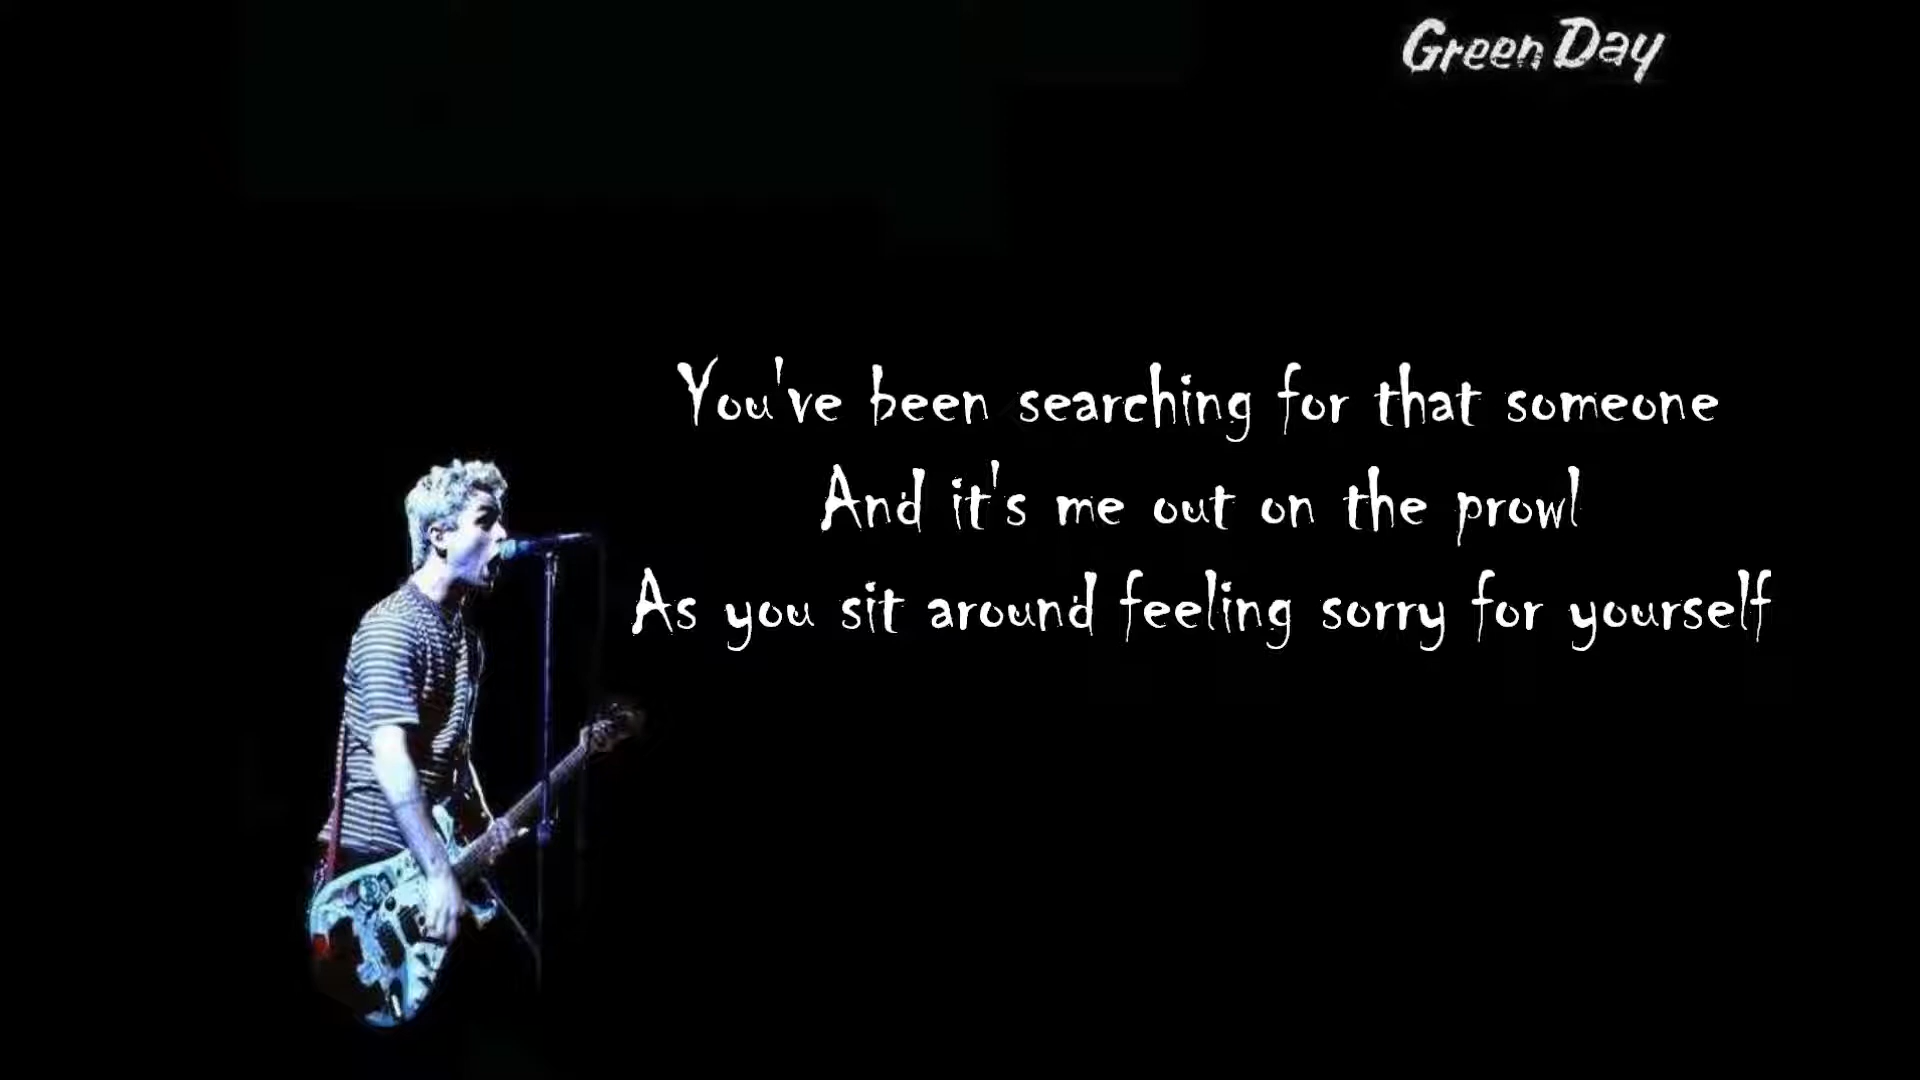 Green Day
You've been searching for that someone
And it's me out on the prowl
As you sit around feeling sorry for yourself